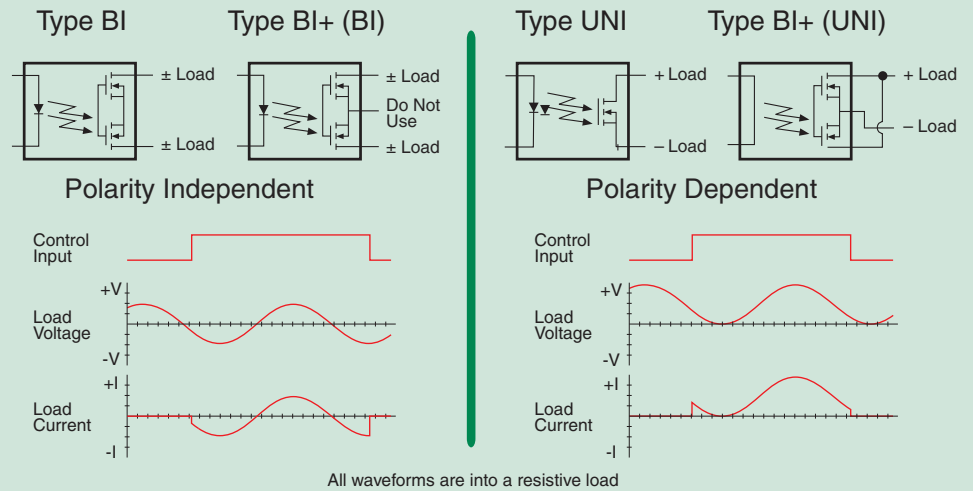 Type BI
Type BI+ (BI)
± Load
± Load
± Load
Do Not
Use
± Load
Polarity Independent
Control
Input
+V
Load
Voltage
-V
+I
Load
Current
-I
Type UNI
Type BI+ (UNI)
+ Load
– Load
+ Load
– Load
Polarity Dependent
Control
Input
+V
Load
Voltage
-V
+I
Load
Current
-I
All waveforms are into a resistive load